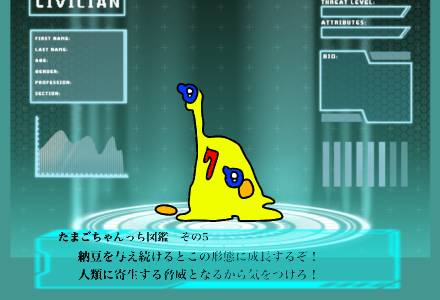 CIVILIAN
FIRST NAME:
LAST NAME:
AGE:
GENDER:
PROFESSION:
SECTION:
THREAT LEVEL:
ATTRIBUTES:
BIO:
7
たまごちゃんっち図鑑　その5
納豆を与え続けるとこの形態に成長するぞ！
人類に寄生する脅威となるから気をつけろ！